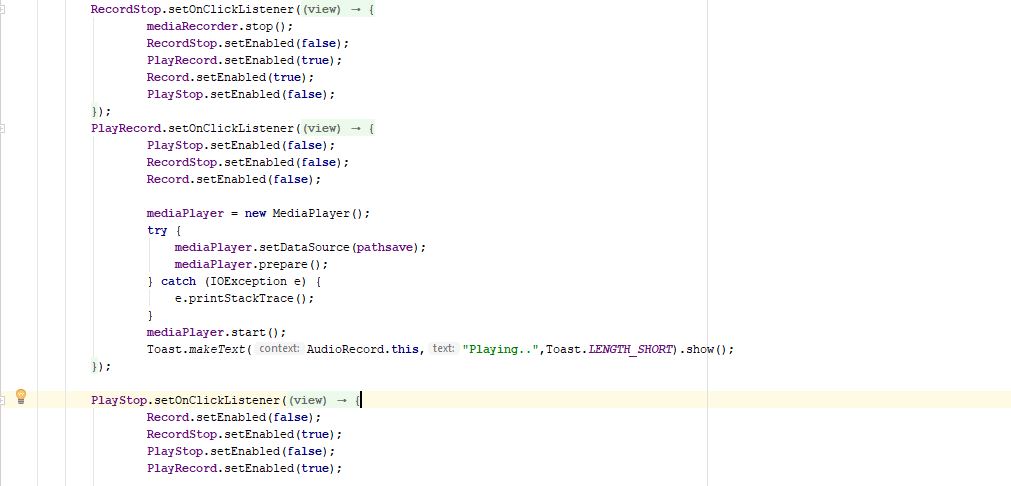 RecordStop.setOnClickListener((view) → {
mediaRecorder.stop();
RecordStop.setEnabled(false);
PlayRecord.setEnabled(true);
Record.setEnabled(true);
PlayStop.setEnabled(false);
});
PlayRecord.setOnClickListener((view) → {
PlayStop.setEnabled(false);
RecordStop.setEnabled(false);
Record.setEnabled(false);
mediaPlayer = new MediaPlayer();
try {
mediaPlayer.setDataSource(pathsave);
mediaPlayer.prepare();
} catch (IOException e) {
e.printStackTrace();
}
mediaPlayer.start();
Toast.makeText( context: AudioRecord.this, text: "Playing..",Toast.LENGTH_SHORT).show();
});
PlayStop.setOnClickListener((view) → {
Record.setEnabled(false);
RecordStop.setEnabled(true);
PlayStop.setEnabled(false);
PlayRecord.setEnabled(true);